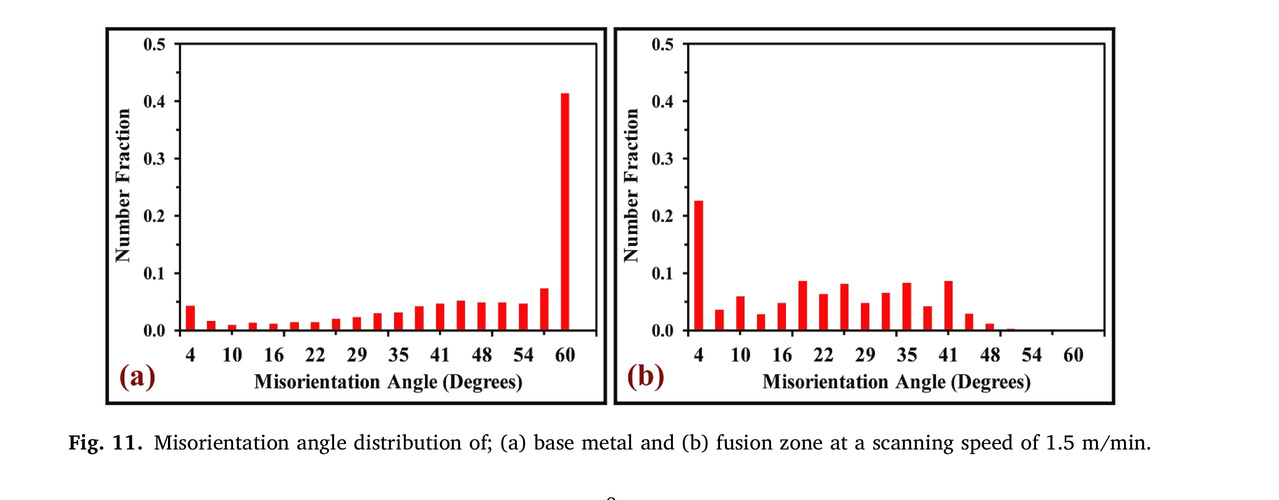 0.5
0.4
0.3
0.2
0.1
0.0
Number Fraction
4 10 16 22 29 35 41 48 54 60
Misorientation Angle (Degrees)
(a)
0.5
0.4
0.3
0.2
0.1
0.0
Number Fraction
4 10 16 22 29 35 41 48 54 60
Misorientation Angle (Degrees)
(b)
Fig. 11. Misorientation angle distribution of; (a) base metal and (b) fusion zone at a scanning speed of 1.5 m/min.